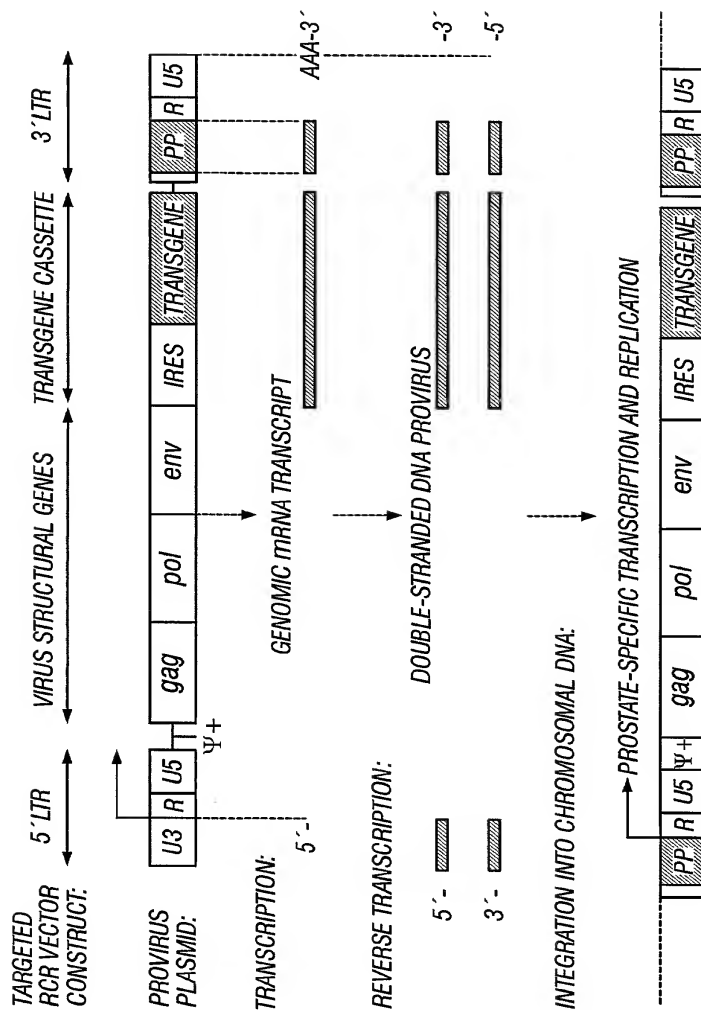 TARGETED
RCR VECTOR
CONSTRUCT:
5´LTR
VIRUS STRUCTURAL GENES
TRANSGENE CASSETTE
3´LTR
PROVIRUS
PLASMID:
U3 R U5 Ψ+ gag pol env IRES TRANSGENE PP R U5
TRANSCRIPTION:
GENOMIC mRNA TRANSCRIPT
5´- AAA-3´
REVERSE TRANSCRIPTION:
DOUBLE-STRANDED DNA PROVIRUS
5´- -3´
3´- -5´
INTEGRATION INTO CHROMOSOMAL DNA:
PROSTATE-SPECIFIC TRANSCRIPTION AND REPLICATION
PP R U5 Ψ+ gag pol env IRES TRANSGENE PP R U5